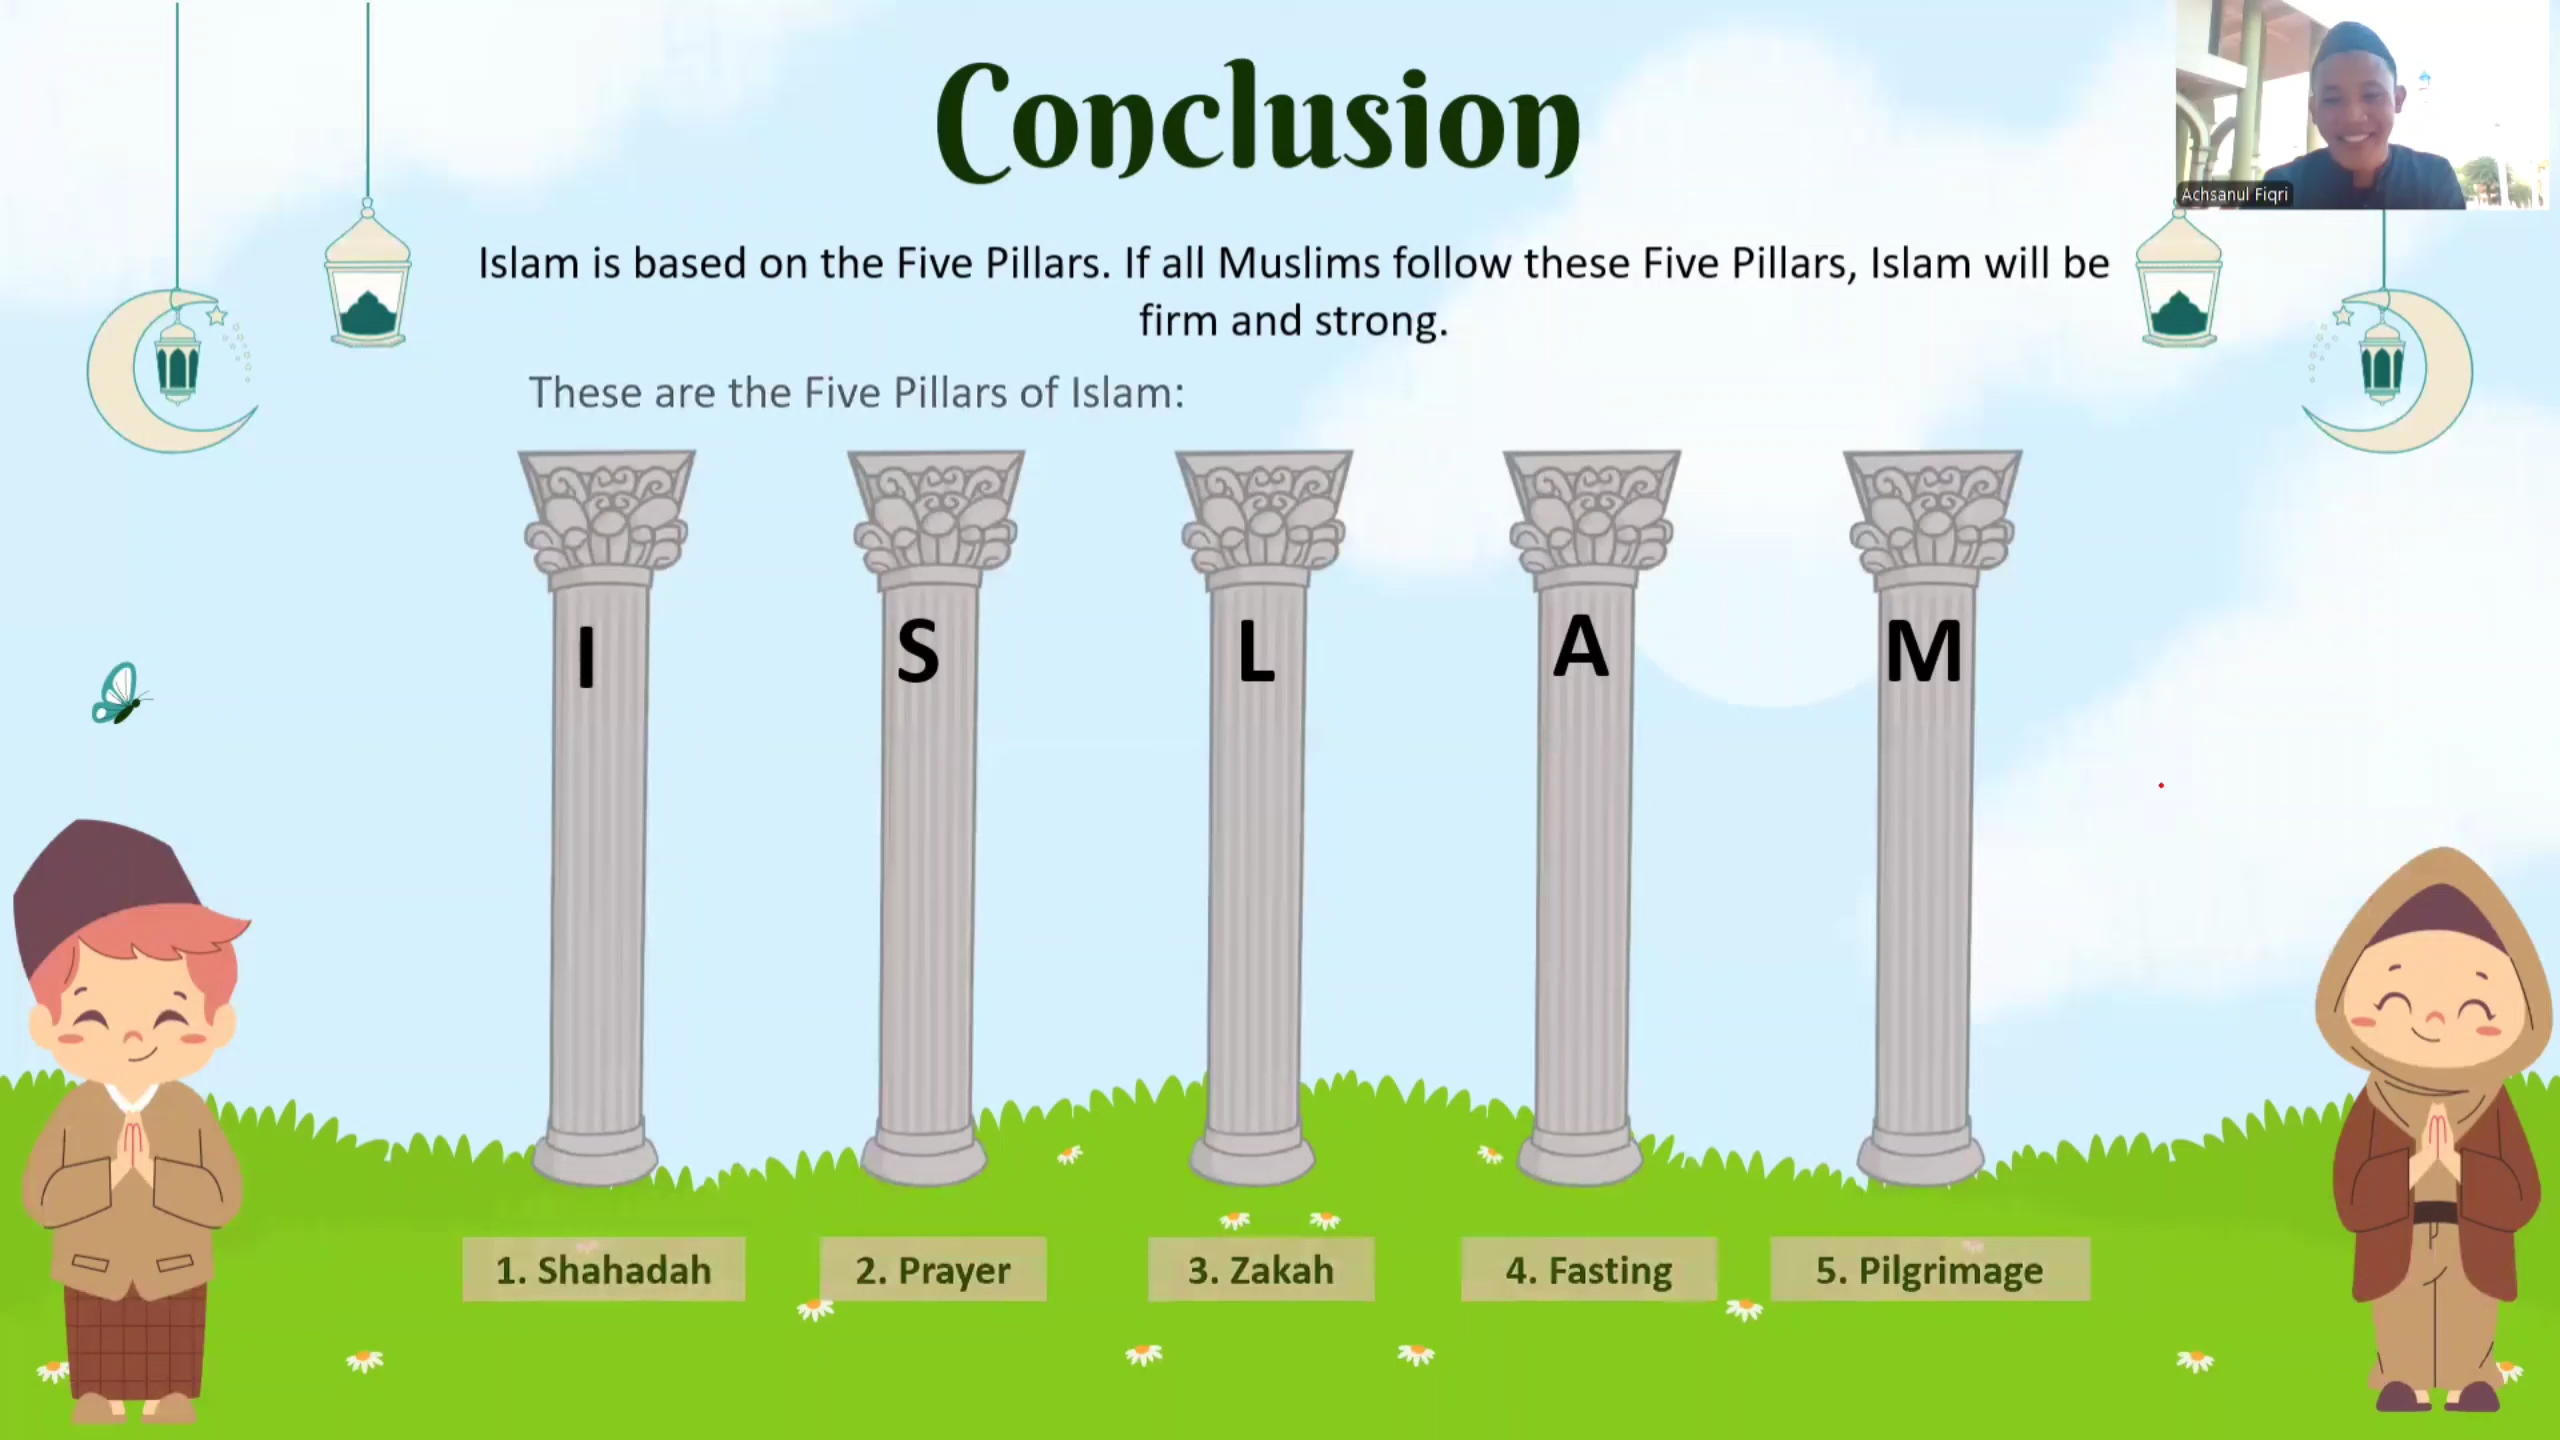 Conclusion
Achsanul Fiqri
Islam is based on the Five Pillars. If all Muslims follow these Five Pillars, Islam will be
firm and strong.
These are the Five Pillars of Islam:
I S L A M
1. Shahadah 2. Prayer 3. Zakah 4. Fasting 5. Pilgrimage